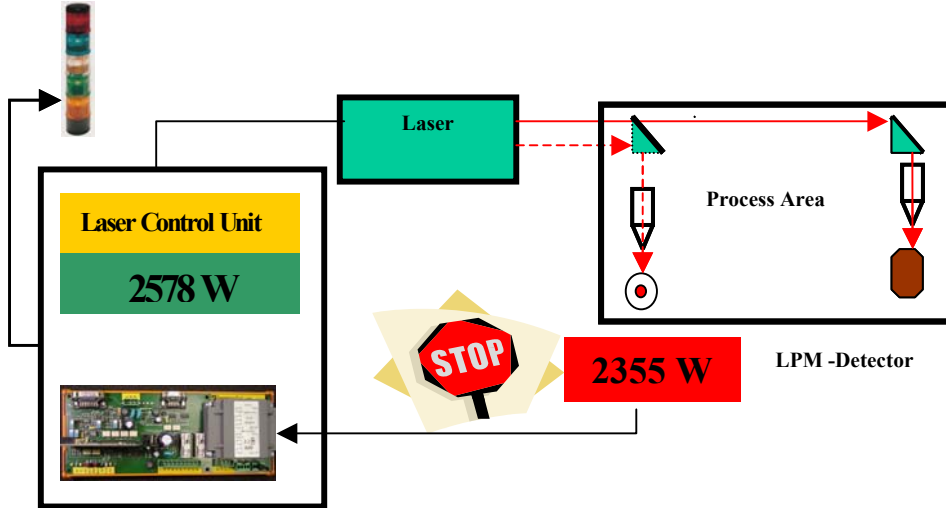 Laser
Process Area
Laser Control Unit
2578 W
STOP
2355 W
LPM -Detector